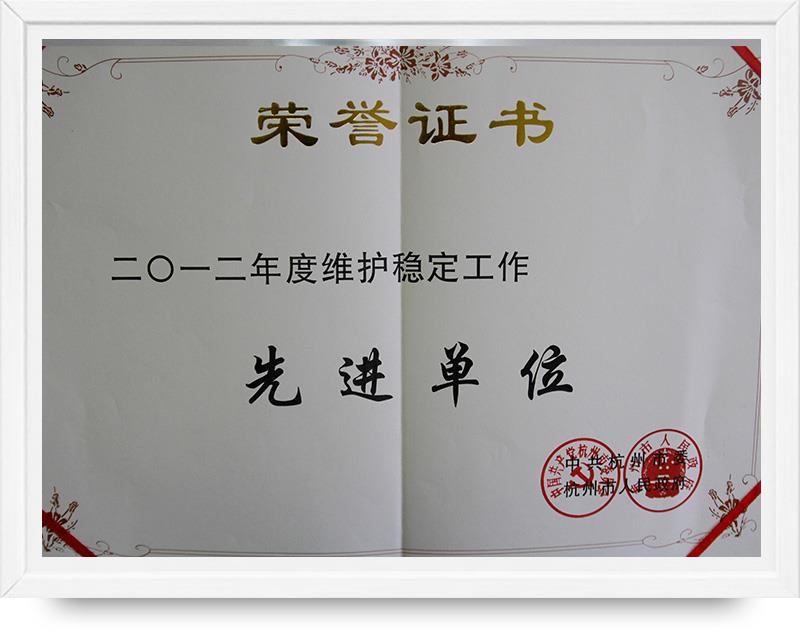 荣誉证书
二〇一二年度维护稳定工作
先进单位
中共杭州市委
杭州市人民政府